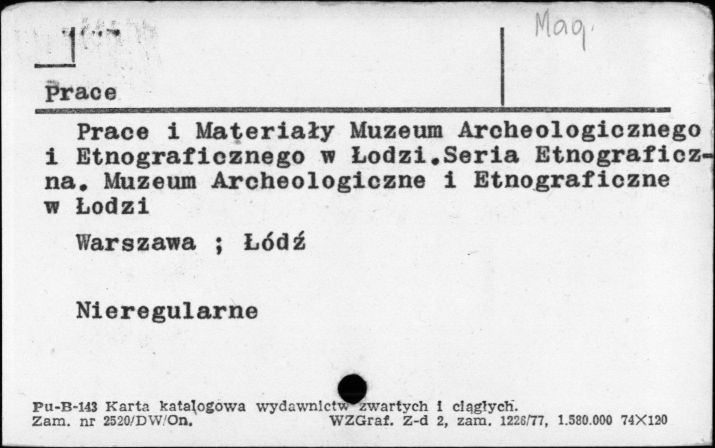 Mag.
Prace
Prace i Materiały Muzeum Archeologicznego
i Etnograficznego w Łodzi.Seria Etnograficz-
na. Muzeum Archeologiczne i Etnograficzne
w Łodzi
Warszawa ; Łódź
Nieregularne
Pu-B-143 Karta katalogowa wydawnictw zwartych i ciągłych.
Zam. nr 2520/DW/On. WZGraf. Z-d 2, zam. 1226/77, 1.580.000 74X120